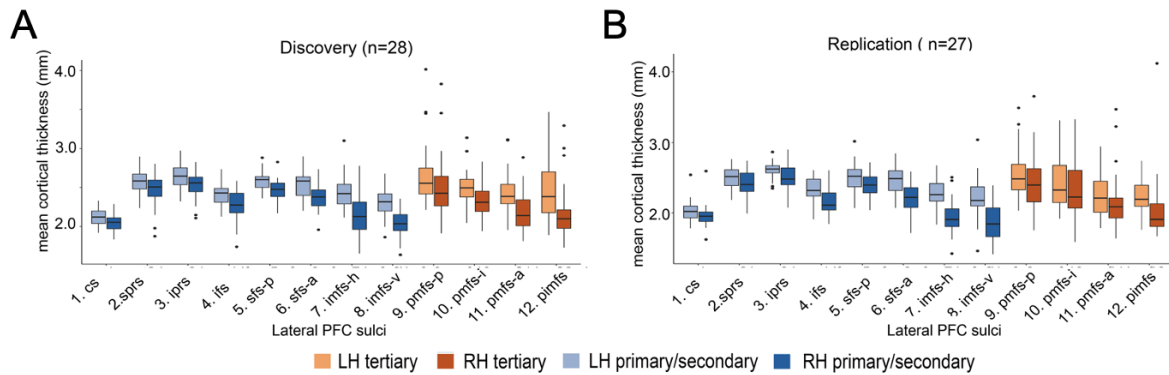 A
Discovery (n=28)
mean cortical thickness (mm)
4.0
3.0
2.0
1. cs
2.sprs
3. iprs
4. ifs
5. sfs-p
6. sfs-a
7. imfs-h
8. imfs-v
9. pmfs-p
10. pmfs-i
11. pmfs-a
12. pimfs
Lateral PFC sulci
B
Replication ( n=27)
mean cortical thickness (mm)
4.0
3.0
2.0
1. cs
2.sprs
3. iprs
4. ifs
5. sfs-p
6. sfs-a
7. imfs-h
8. imfs-v
9. pmfs-p
10. pmfs-i
11. pmfs-a
12. pimfs
Lateral PFC sulci
LH tertiary RH tertiary LH primary/secondary RH primary/secondary